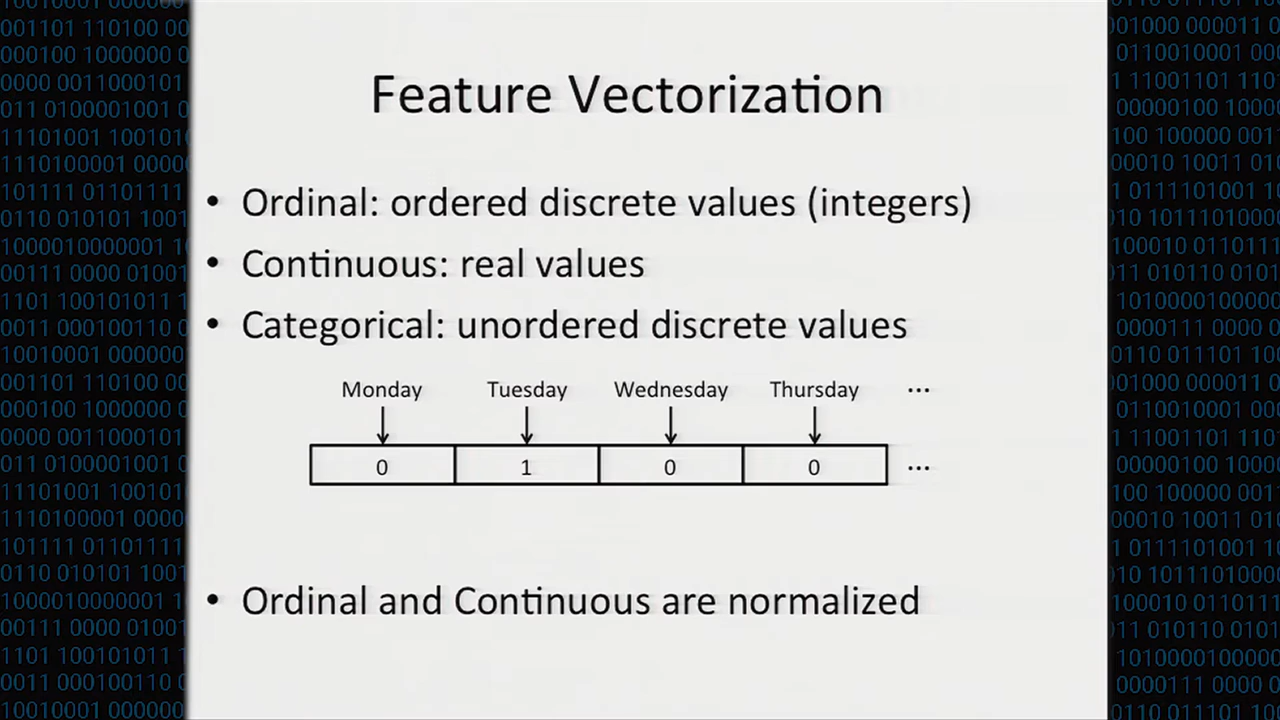 Feature Vectorization
• Ordinal: ordered discrete values (integers)
• Continuous: real values
• Categorical: unordered discrete values
Monday Tuesday Wednesday Thursday ...
0 1 0 0 ...
• Ordinal and Continuous are normalized